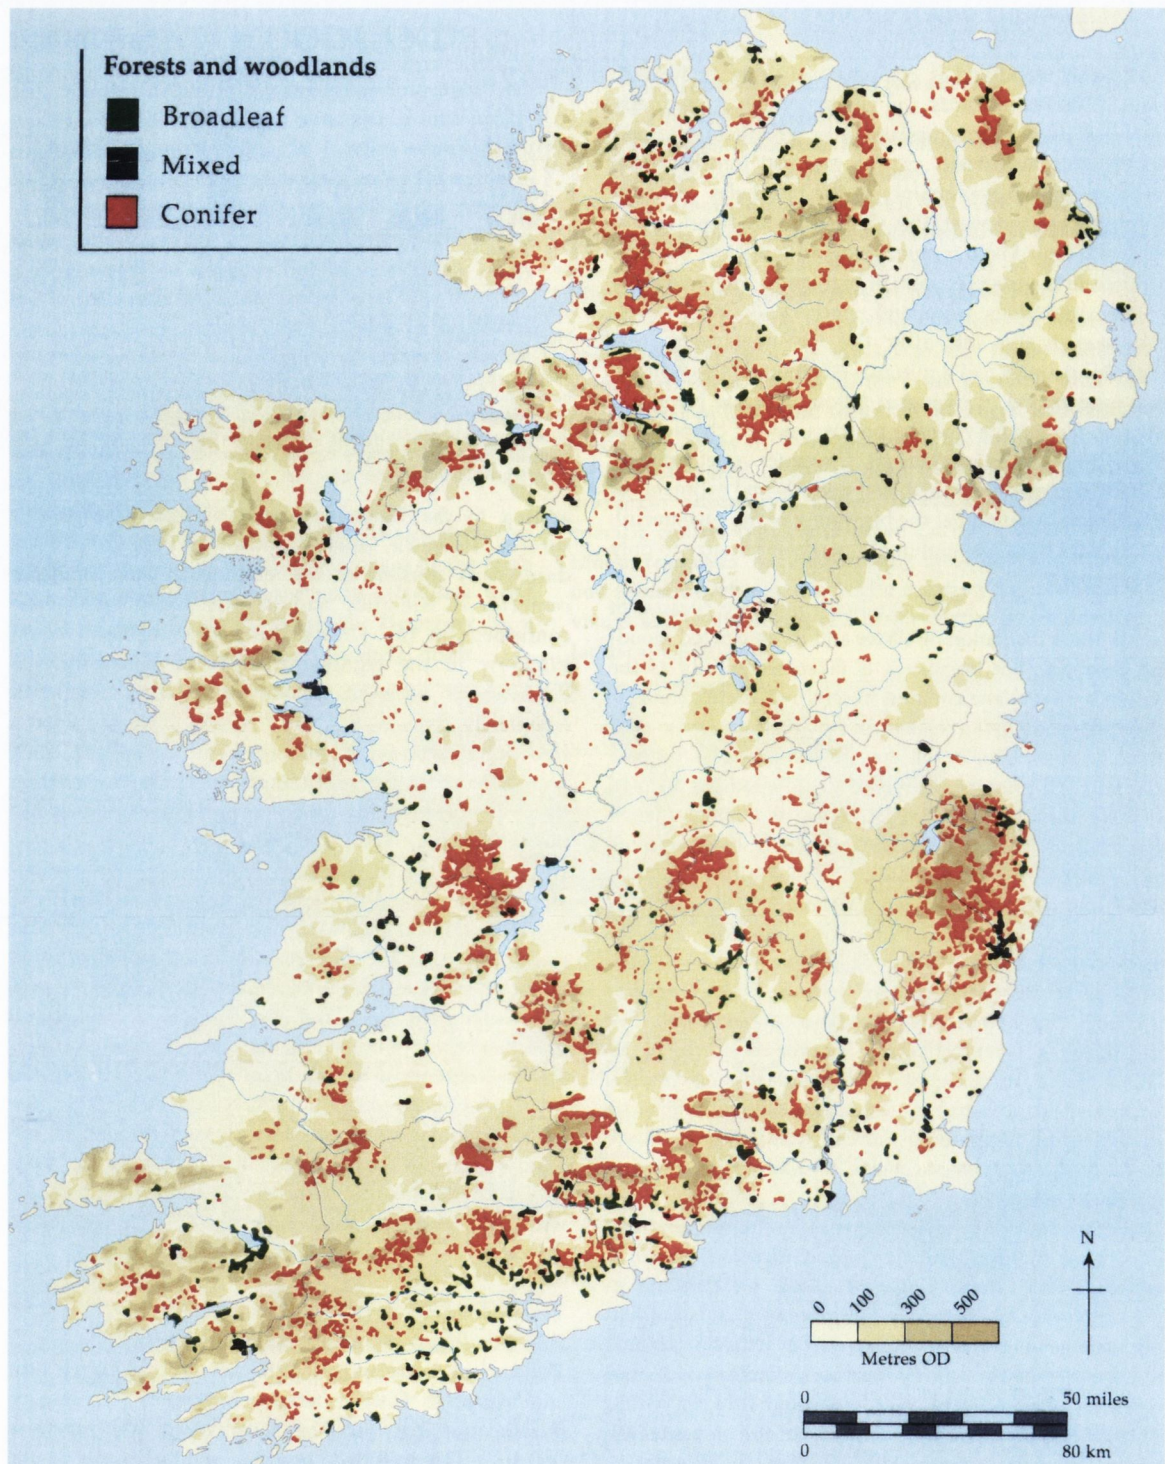 Forests and woodlands
Broadleaf
Mixed
Conifer
N
0 100 300 500
Metres OD
0 50 miles
0 80 km